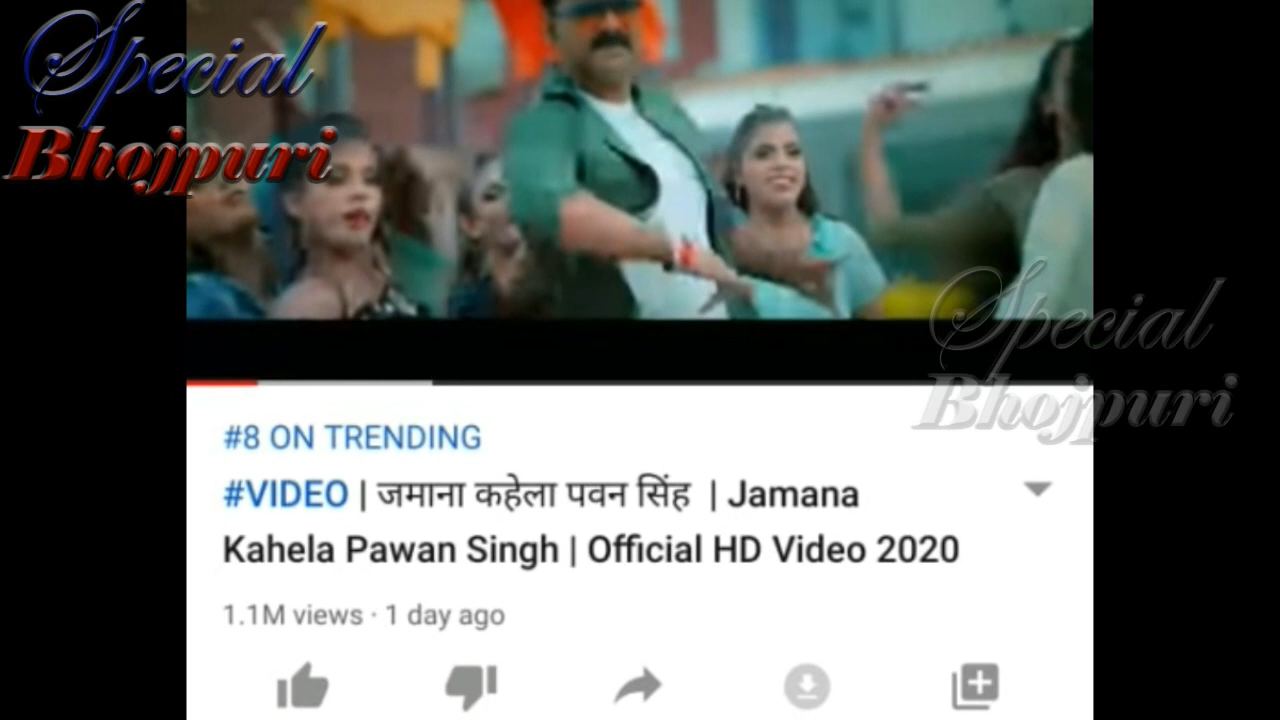 Special
Bhojpuri
Special
Bhojpuri
#8 ON TRENDING
#VIDEO | जमाना कहेला पवन सिंह | Jamana
Kahela Pawan Singh | Official HD Video 2020
1.1M views · 1 day ago